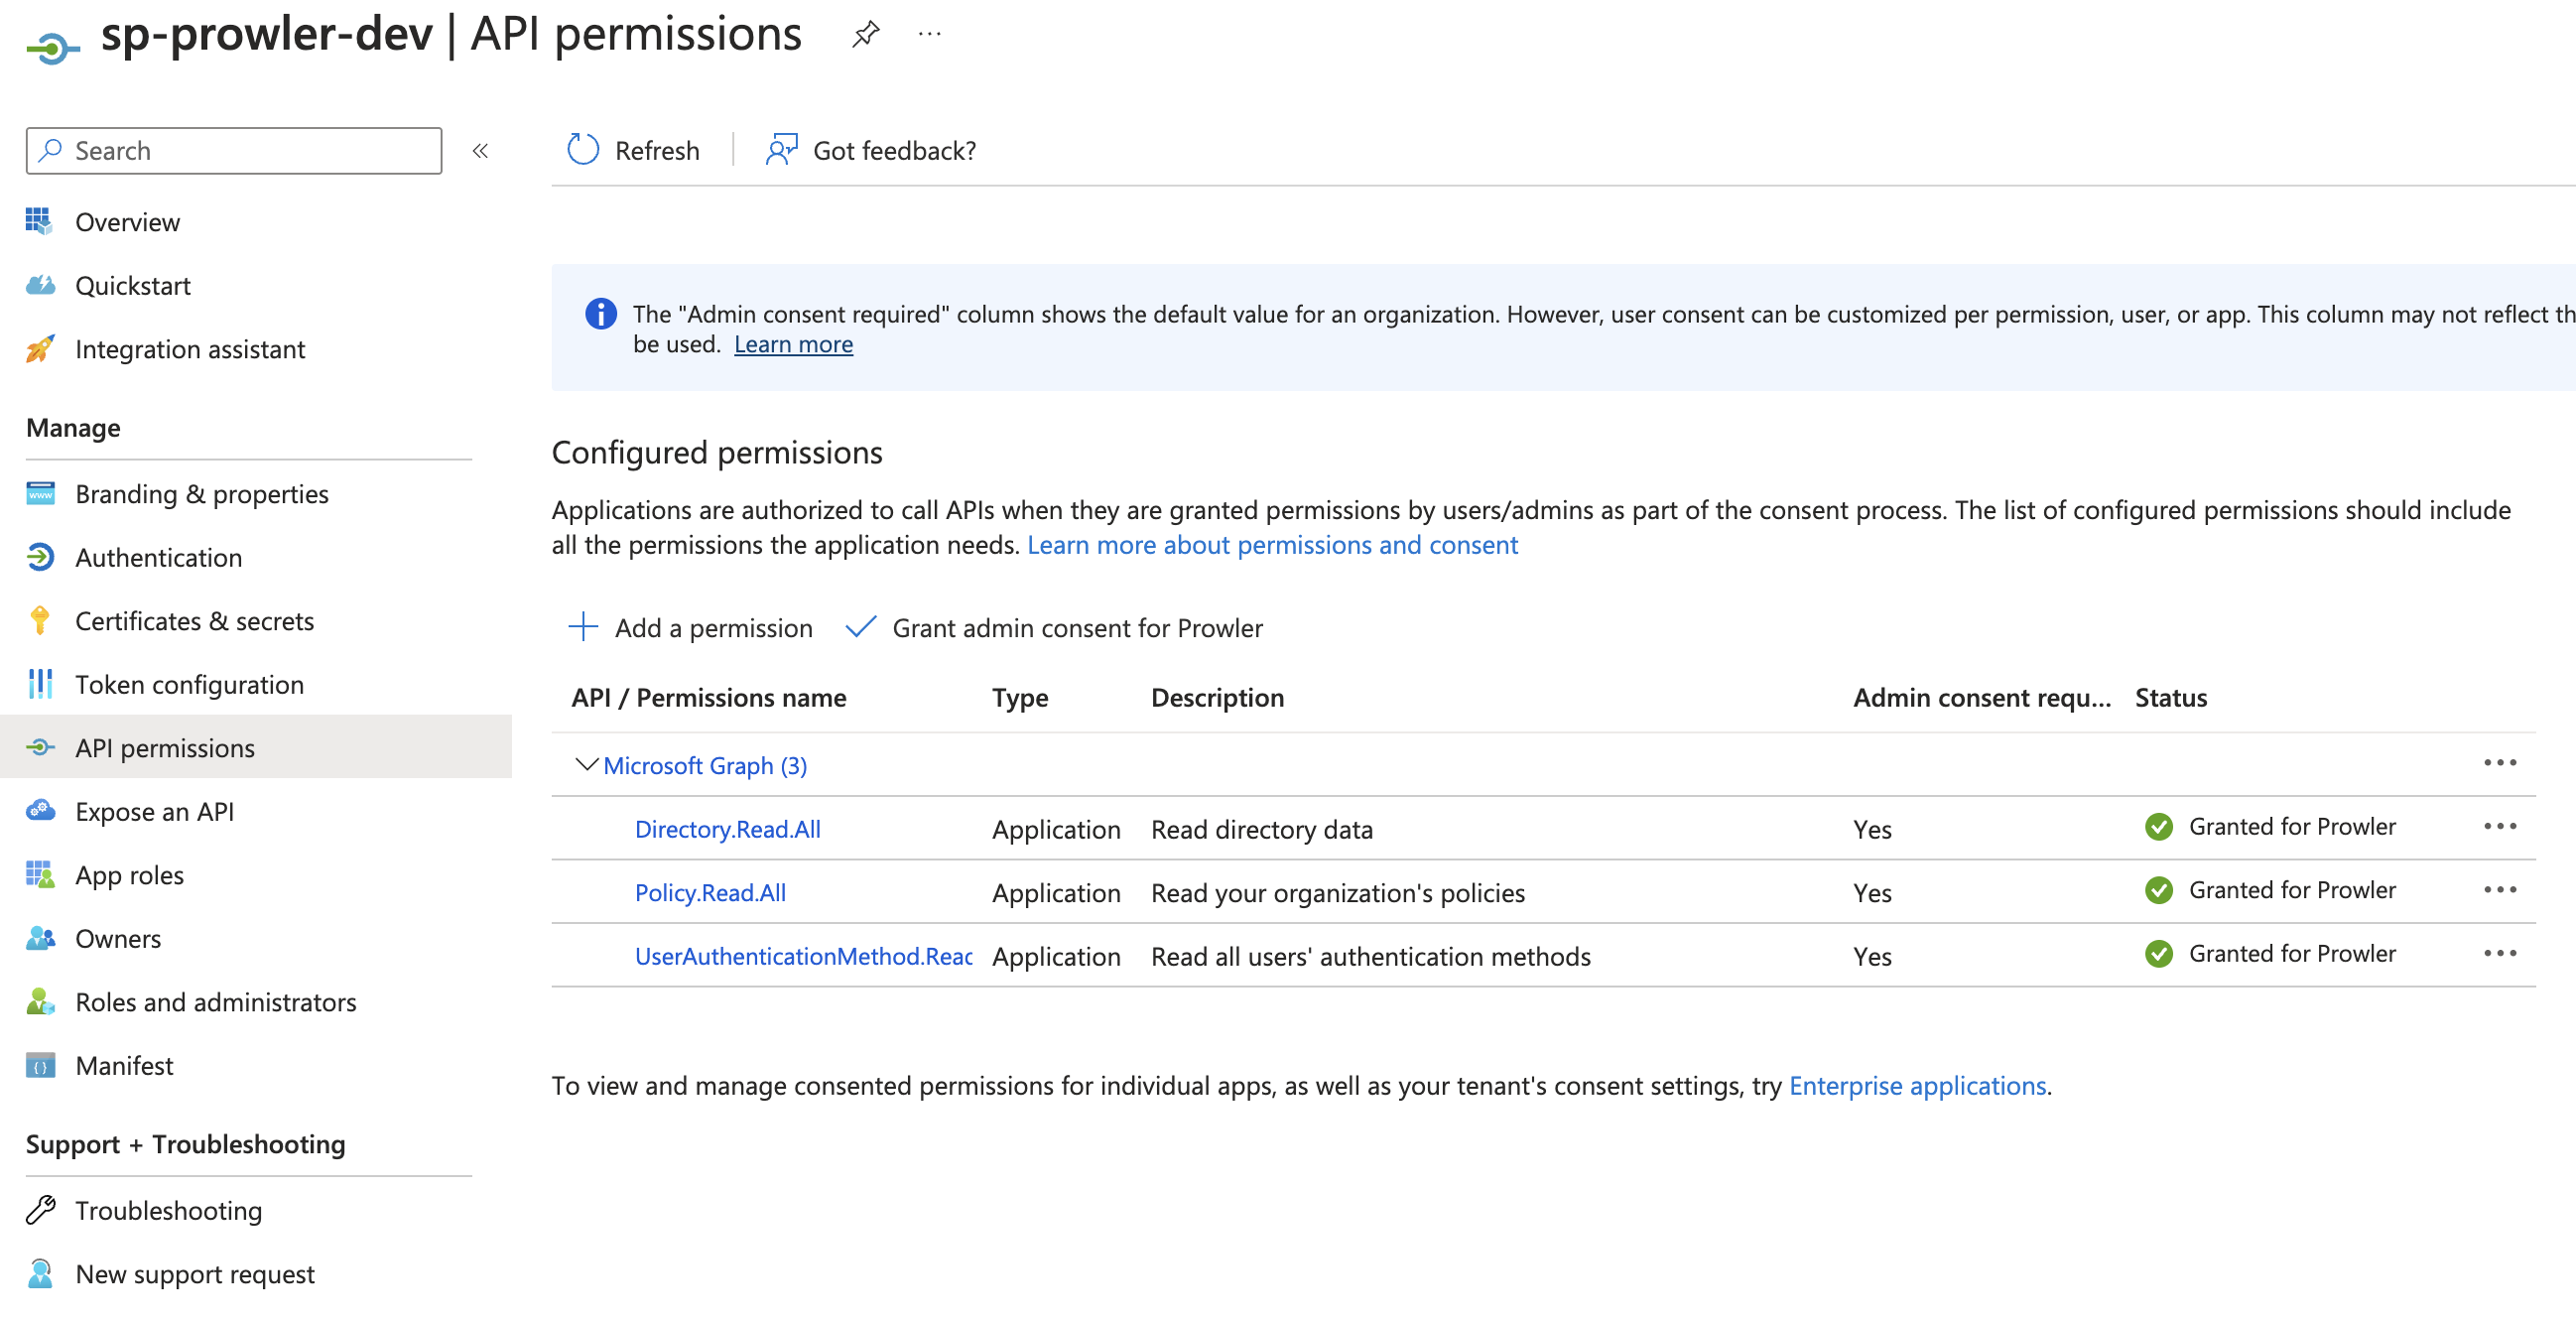 sp-prowler-dev | API permissions
Search
Refresh
Got feedback?
Overview
Quickstart
Integration assistant
Manage
Branding & properties
Authentication
Certificates & secrets
Token configuration
API permissions
Expose an API
App roles
Owners
Roles and administrators
Manifest
Support + Troubleshooting
Troubleshooting
New support request
The "Admin consent required" column shows the default value for an organization. However, user consent can be customized per permission, user, or app. This column may not reflect th
be used. Learn more
Configured permissions
Applications are authorized to call APIs when they are granted permissions by users/admins as part of the consent process. The list of configured permissions should include
all the permissions the application needs. Learn more about permissions and consent
Add a permission
Grant admin consent for Prowler
API / Permissions name Type Description Admin consent requ... Status
Microsoft Graph (3)
Directory.Read.All Application Read directory data Yes Granted for Prowler
Policy.Read.All Application Read your organization's policies Yes Granted for Prowler
UserAuthenticationMethod.Read Application Read all users' authentication methods Yes Granted for Prowler
To view and manage consented permissions for individual apps, as well as your tenant's consent settings, try Enterprise applications.